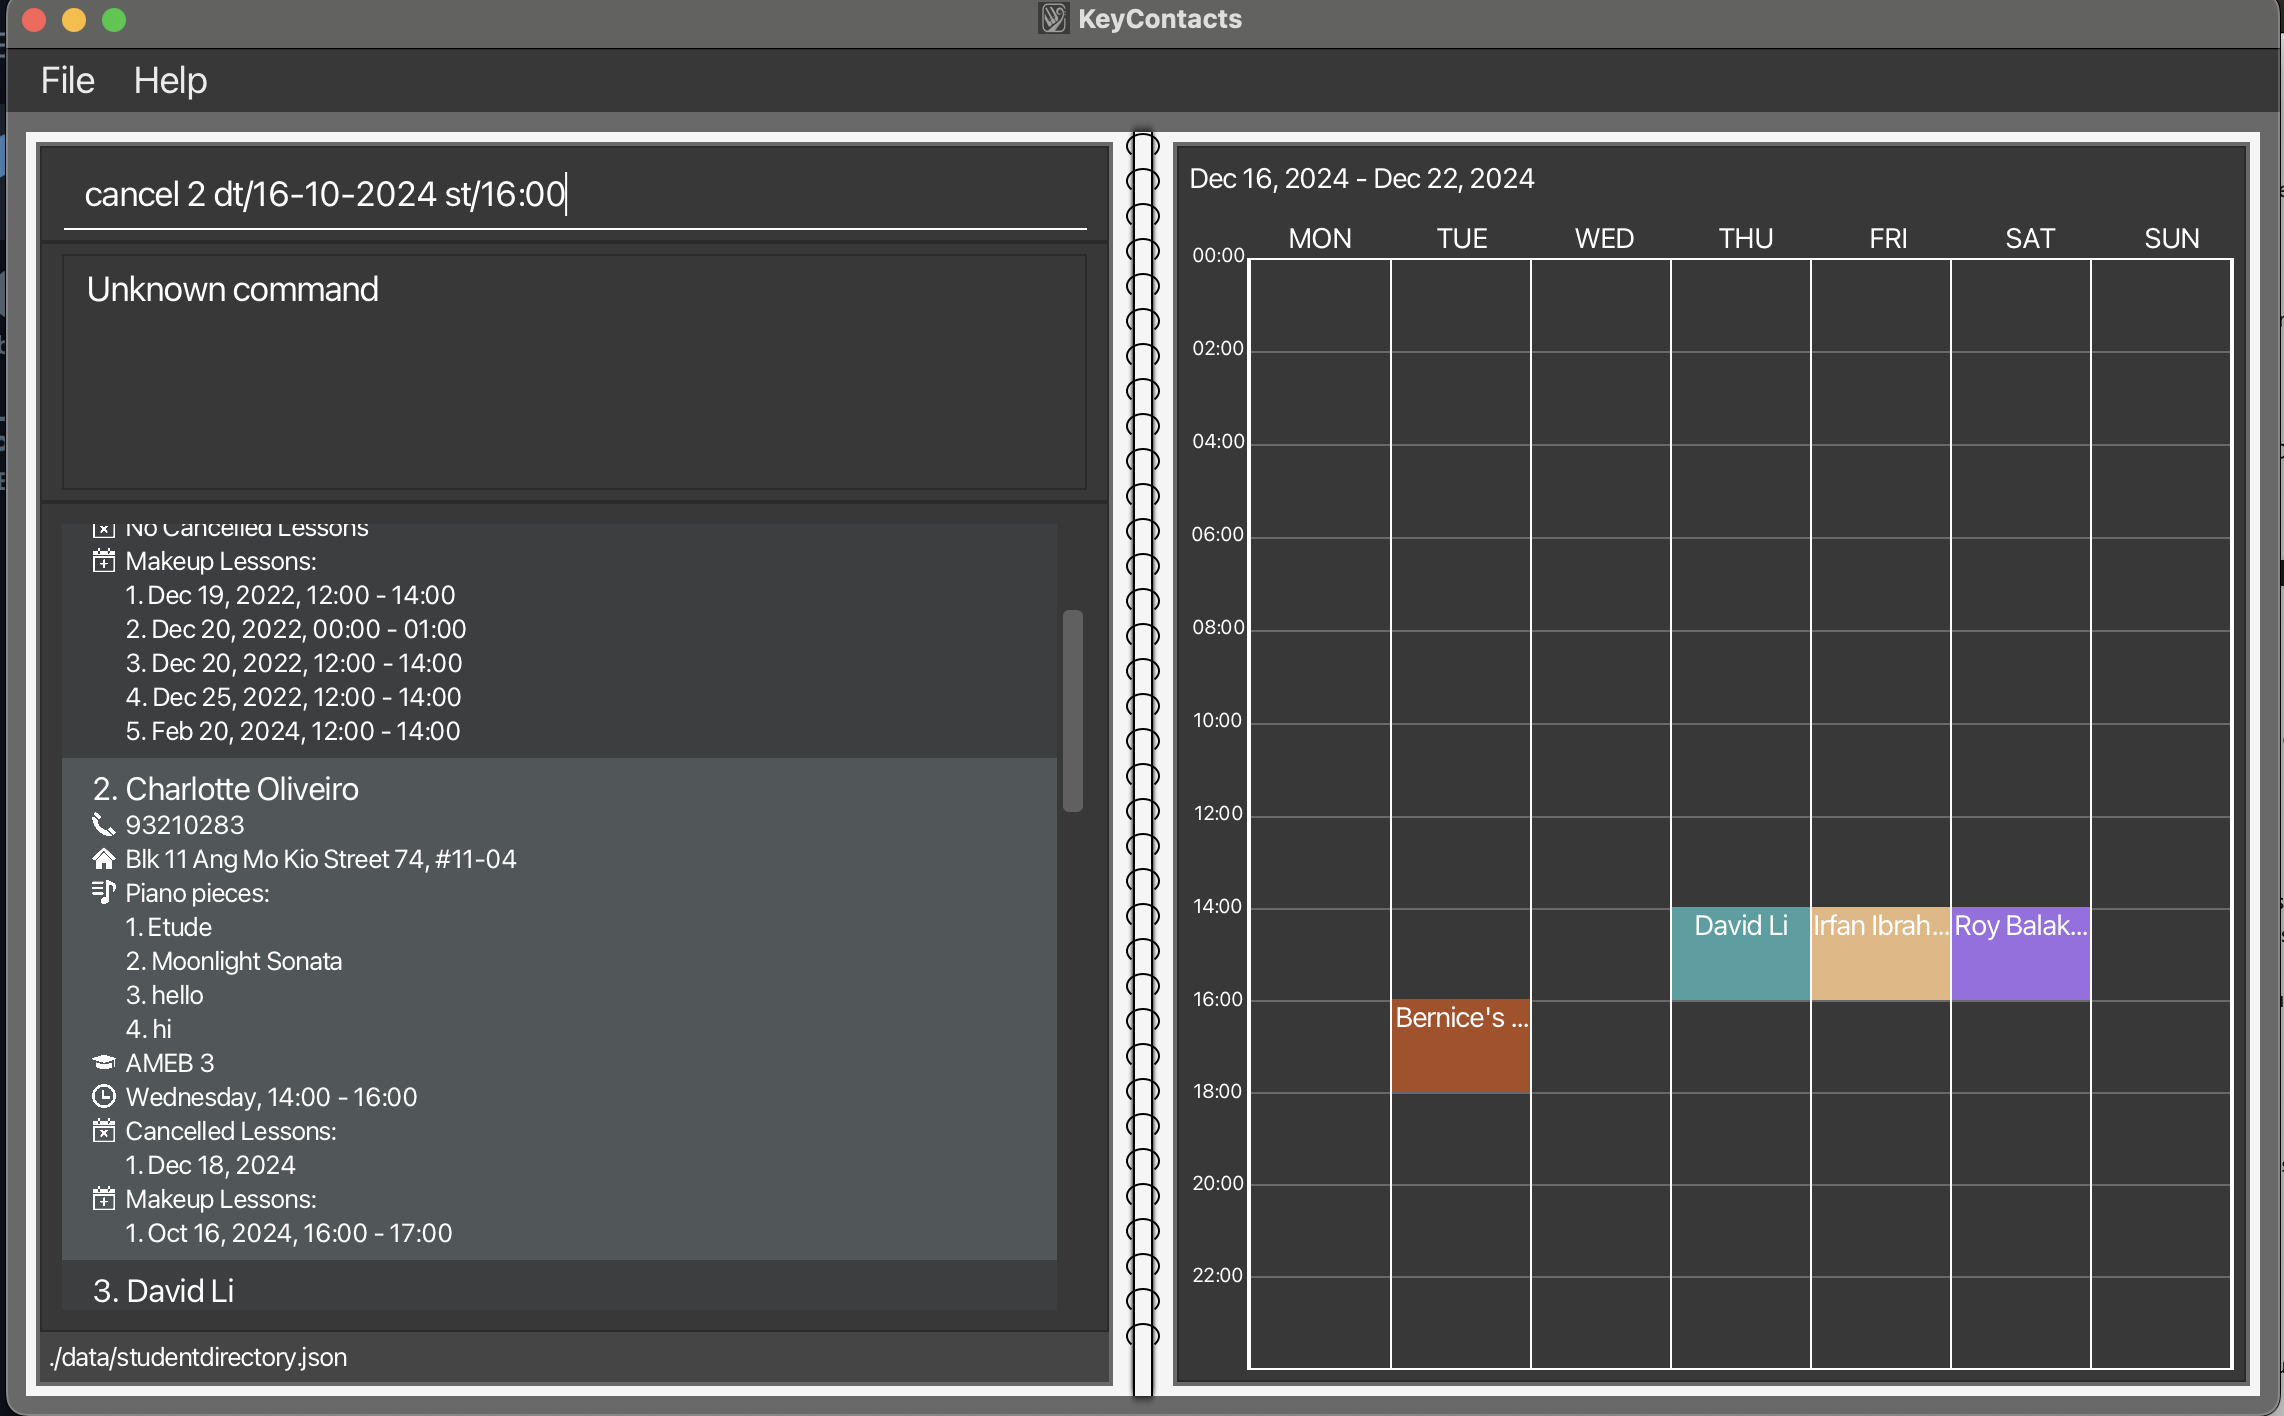 KeyContacts
File Help
cancel 2 dt/16-10-2024 st/16:00
Unknown command
No Cancelled Lessons
Makeup Lessons:
1. Dec 19, 2022, 12:00 - 14:00
2. Dec 20, 2022, 00:00 - 01:00
3. Dec 20, 2022, 12:00 - 14:00
4. Dec 25, 2022, 12:00 - 14:00
5. Feb 20, 2024, 12:00 - 14:00
2. Charlotte Oliveiro
93210283
Blk 11 Ang Mo Kio Street 74, #11-04
Piano pieces:
1. Etude
2. Moonlight Sonata
3. hello
4. hi
AMEB 3
Wednesday, 14:00 - 16:00
Cancelled Lessons:
1. Dec 18, 2024
Makeup Lessons:
1. Oct 16, 2024, 16:00 - 17:00
3. David Li
./data/studentdirectory.json
Dec 16, 2024 - Dec 22, 2024
MON TUE WED THU FRI SAT SUN
00:00
02:00
04:00
06:00
08:00
10:00
12:00
14:00
David Li Irfan Ibrah... Roy Balak...
16:00
Bernice's ...
18:00
20:00
22:00